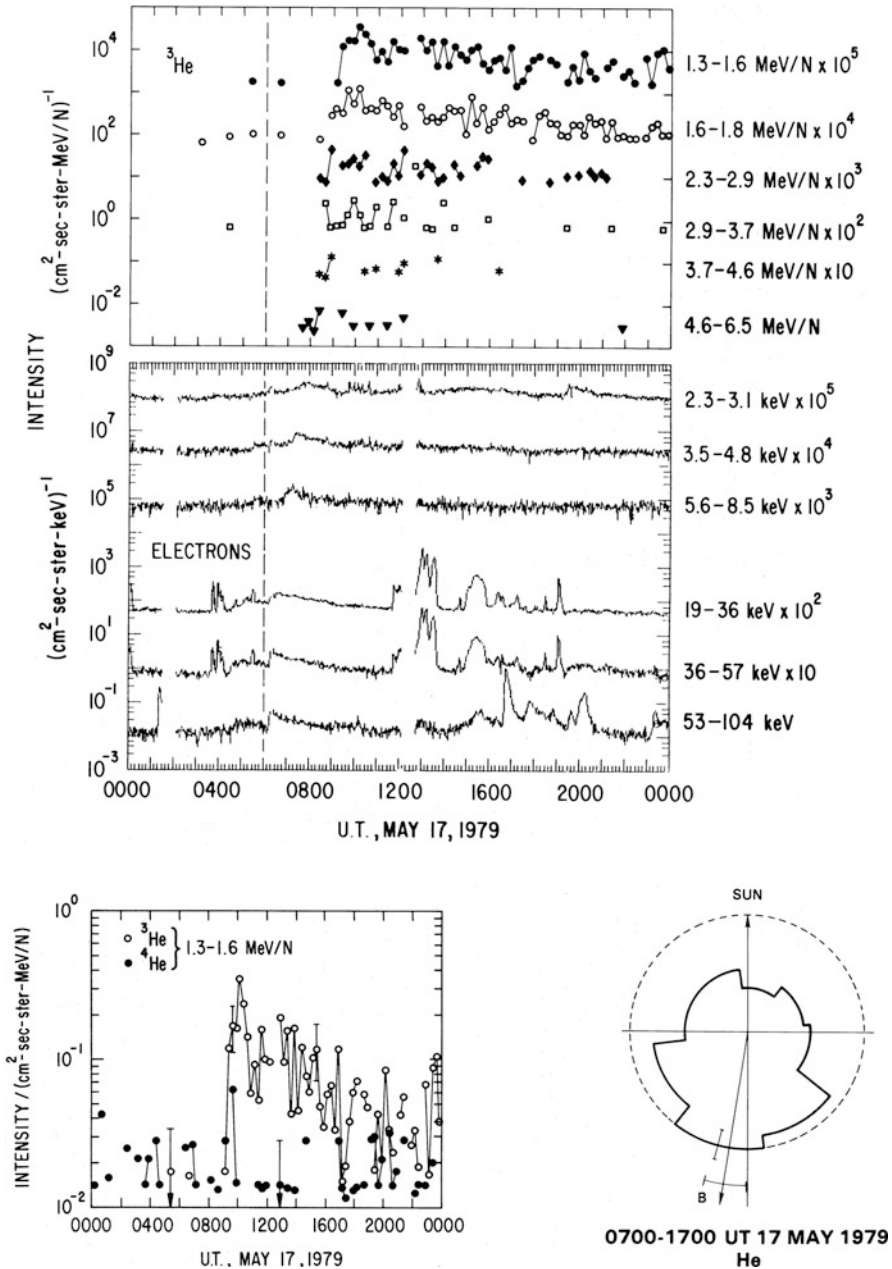 ³He
10⁴
10²
10⁰
10⁻²
(cm²-sec-ster-MeV/N)⁻¹
1.3–1.6 MeV/N x 10⁵
1.6–1.8 MeV/N x 10⁴
2.3–2.9 MeV/N x 10³
2.9–3.7 MeV/N x 10²
3.7–4.6 MeV/N x 10
4.6–6.5 MeV/N
INTENSITY
10⁹
10⁷
10⁵
10³
10¹
10⁻¹
10⁻³
(cm²-sec-ster-keV)⁻¹
ELECTRONS
2.3–3.1 keV x 10⁵
3.5–4.8 keV x 10⁴
5.6–8.5 keV x 10³
19–36 keV x 10²
36–57 keV x 10
53–104 keV
0000 0400 0800 1200 1600 2000 0000
U.T., MAY 17, 1979
INTENSITY/(cm²-sec-ster-MeV/N)
10⁰
10⁻¹
10⁻²
³He
⁴He
} 1.3–1.6 MeV/N
0000 0400 0800 1200 1600 2000 0000
U.T., MAY 17, 1979
SUN
B
0700-1700 UT 17 MAY 1979
He